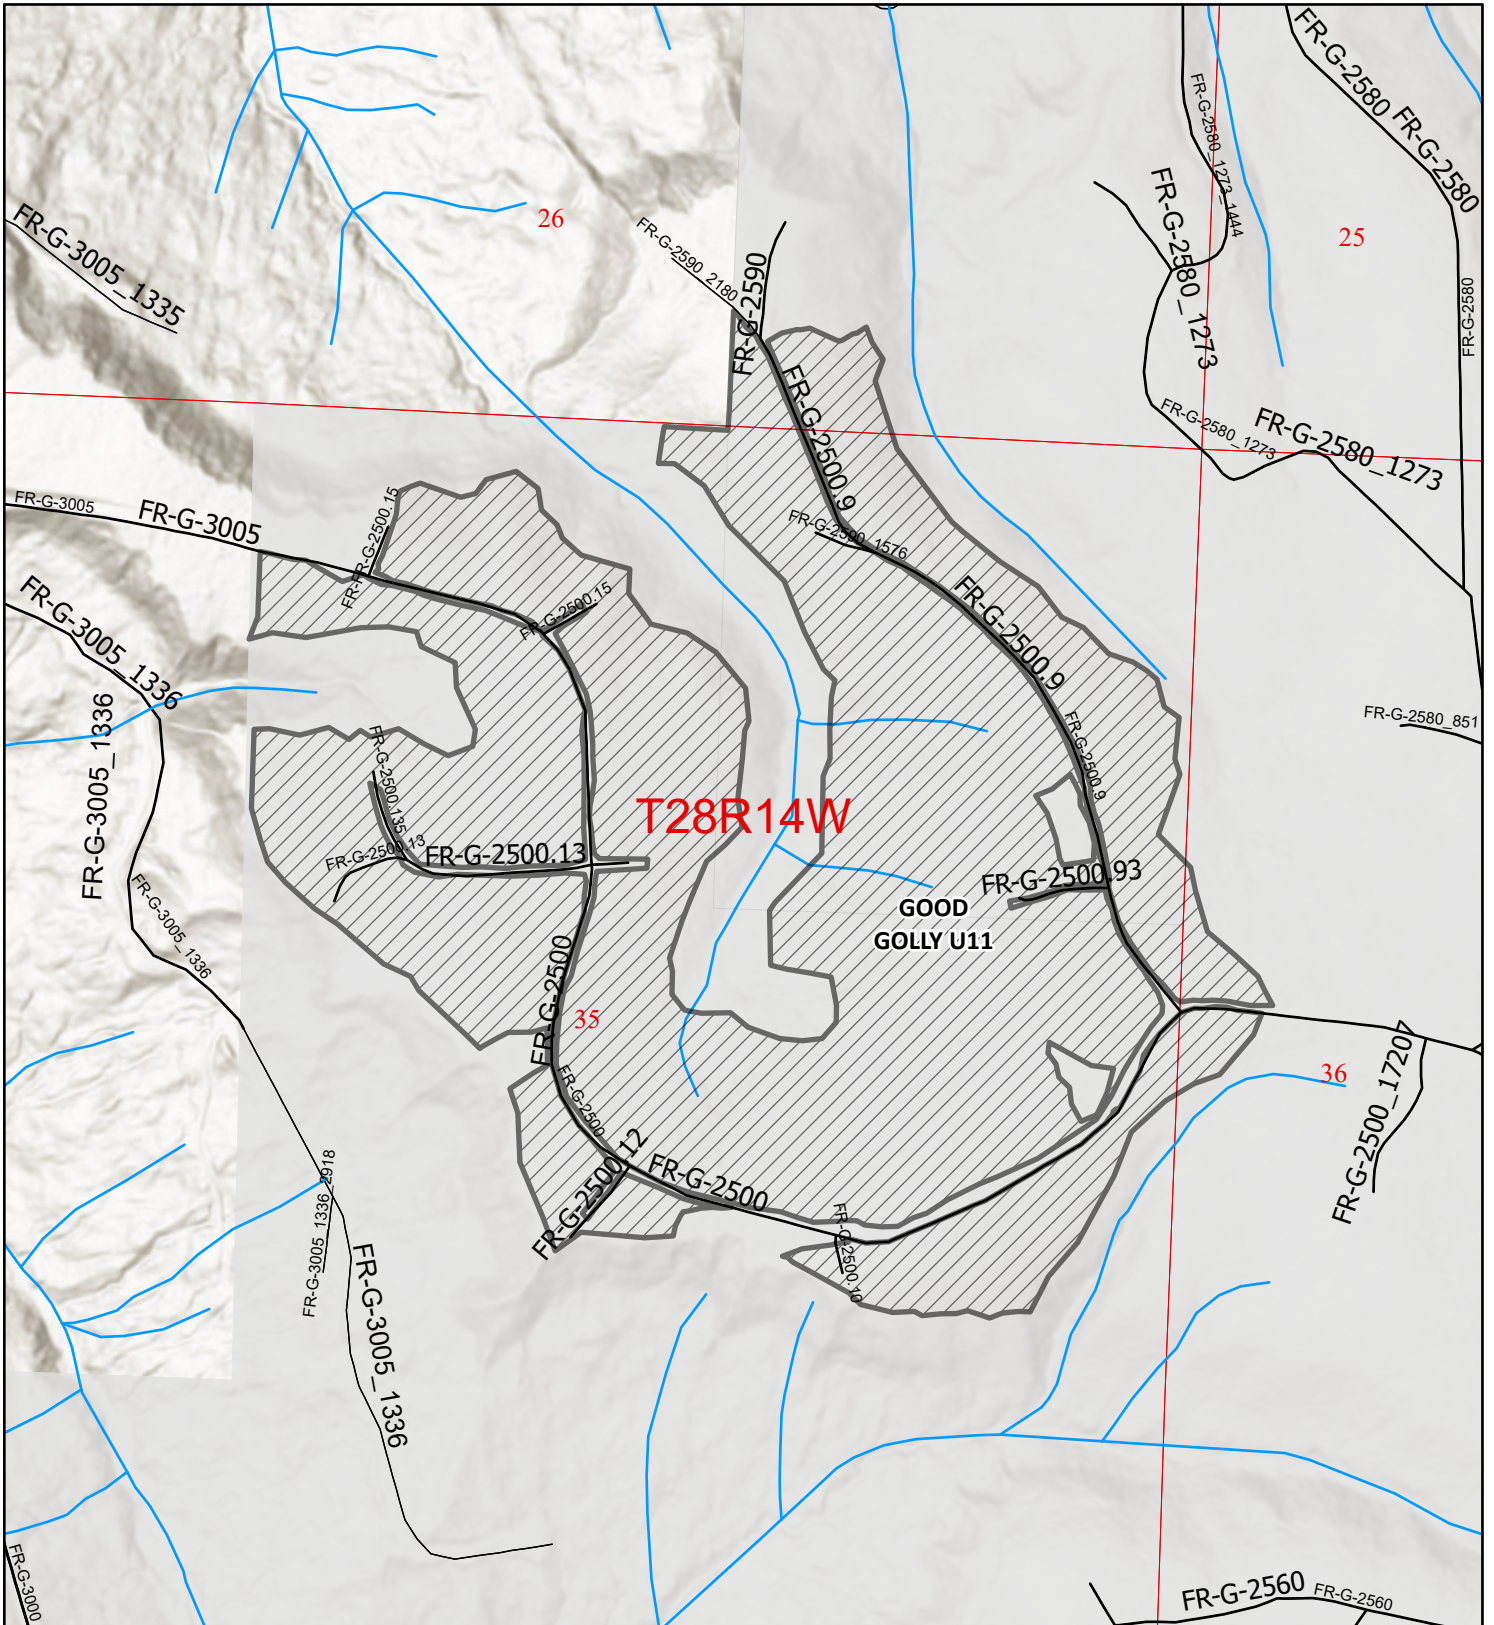 FR-G-2580
FR-G-2580
FR-G-2580_1273_1444
FR-G-2580_1273
26
25
FR-G-3005_1335
FR-G-2590_2180
FR-G-2590
FR-G-2580
FR-G-2500.9
FR-G-2580_1273
FR-G-2580_1273
FR-G-3005
FR-G-3005
FR-G-2500.15
FR-G-2590_1576
FR-G-3005_1336
FR-G-2500.15
FR-G-2500.9
FR-G-3005_1336
FR-G-2500.9
FR-G-2580_851
FR-G-2500.135
T28R14W
FR-G-2500.13
FR-G-2500.13
FR-G-2500.93
GOOD
GOLLY U11
FR-G-3005_1336
FR-G-2500
35
36
FR-G-2500_17207
FR-G-2500
FR-G-2500.12
FR-G-2500
FR-G-3005_1336_2918
FR-G-2500.10
FR-G-3005_1336
FR-G-3000
FR-G-2560
FR-G-2560